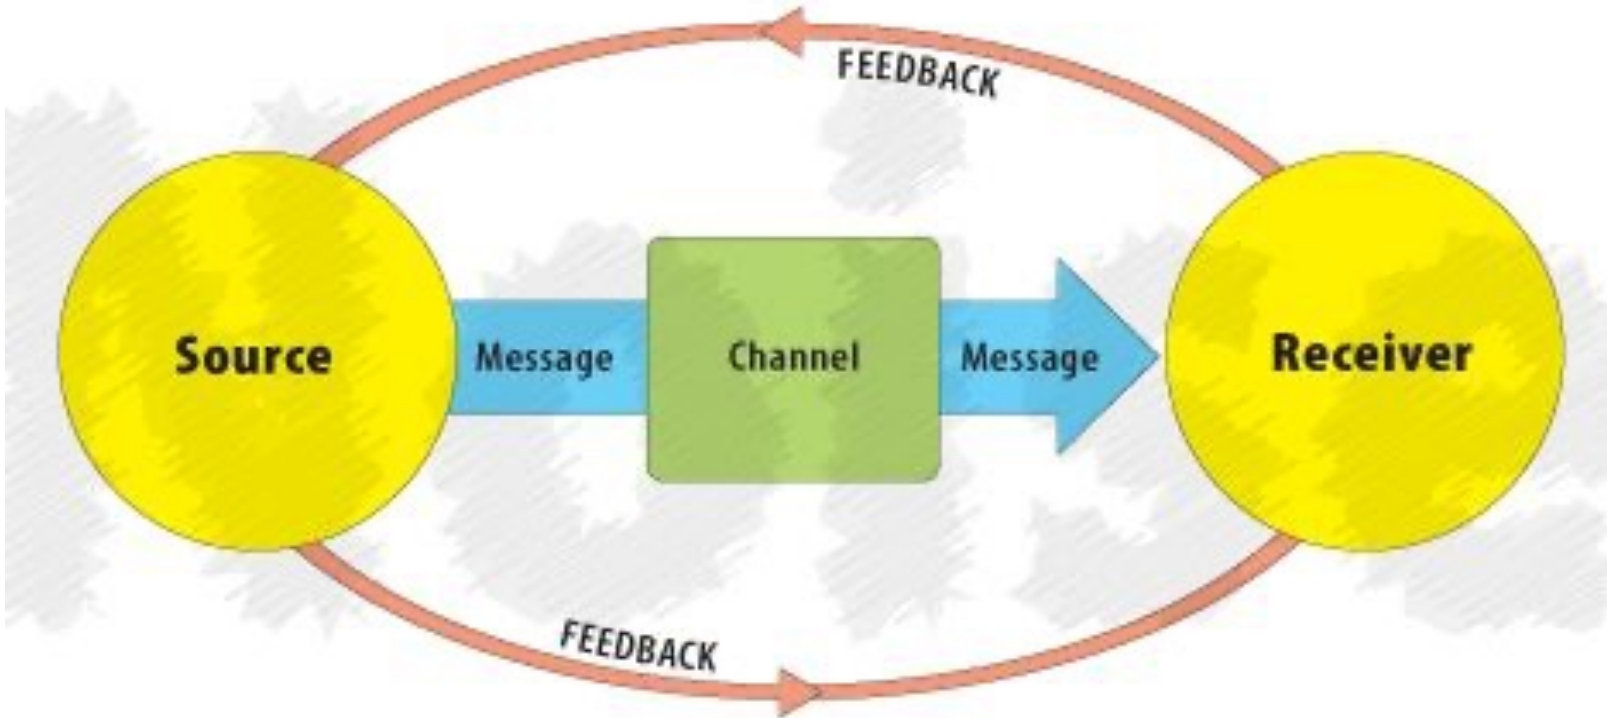 FEEDBACK
Source
Message
Channel
Message
Receiver
FEEDBACK